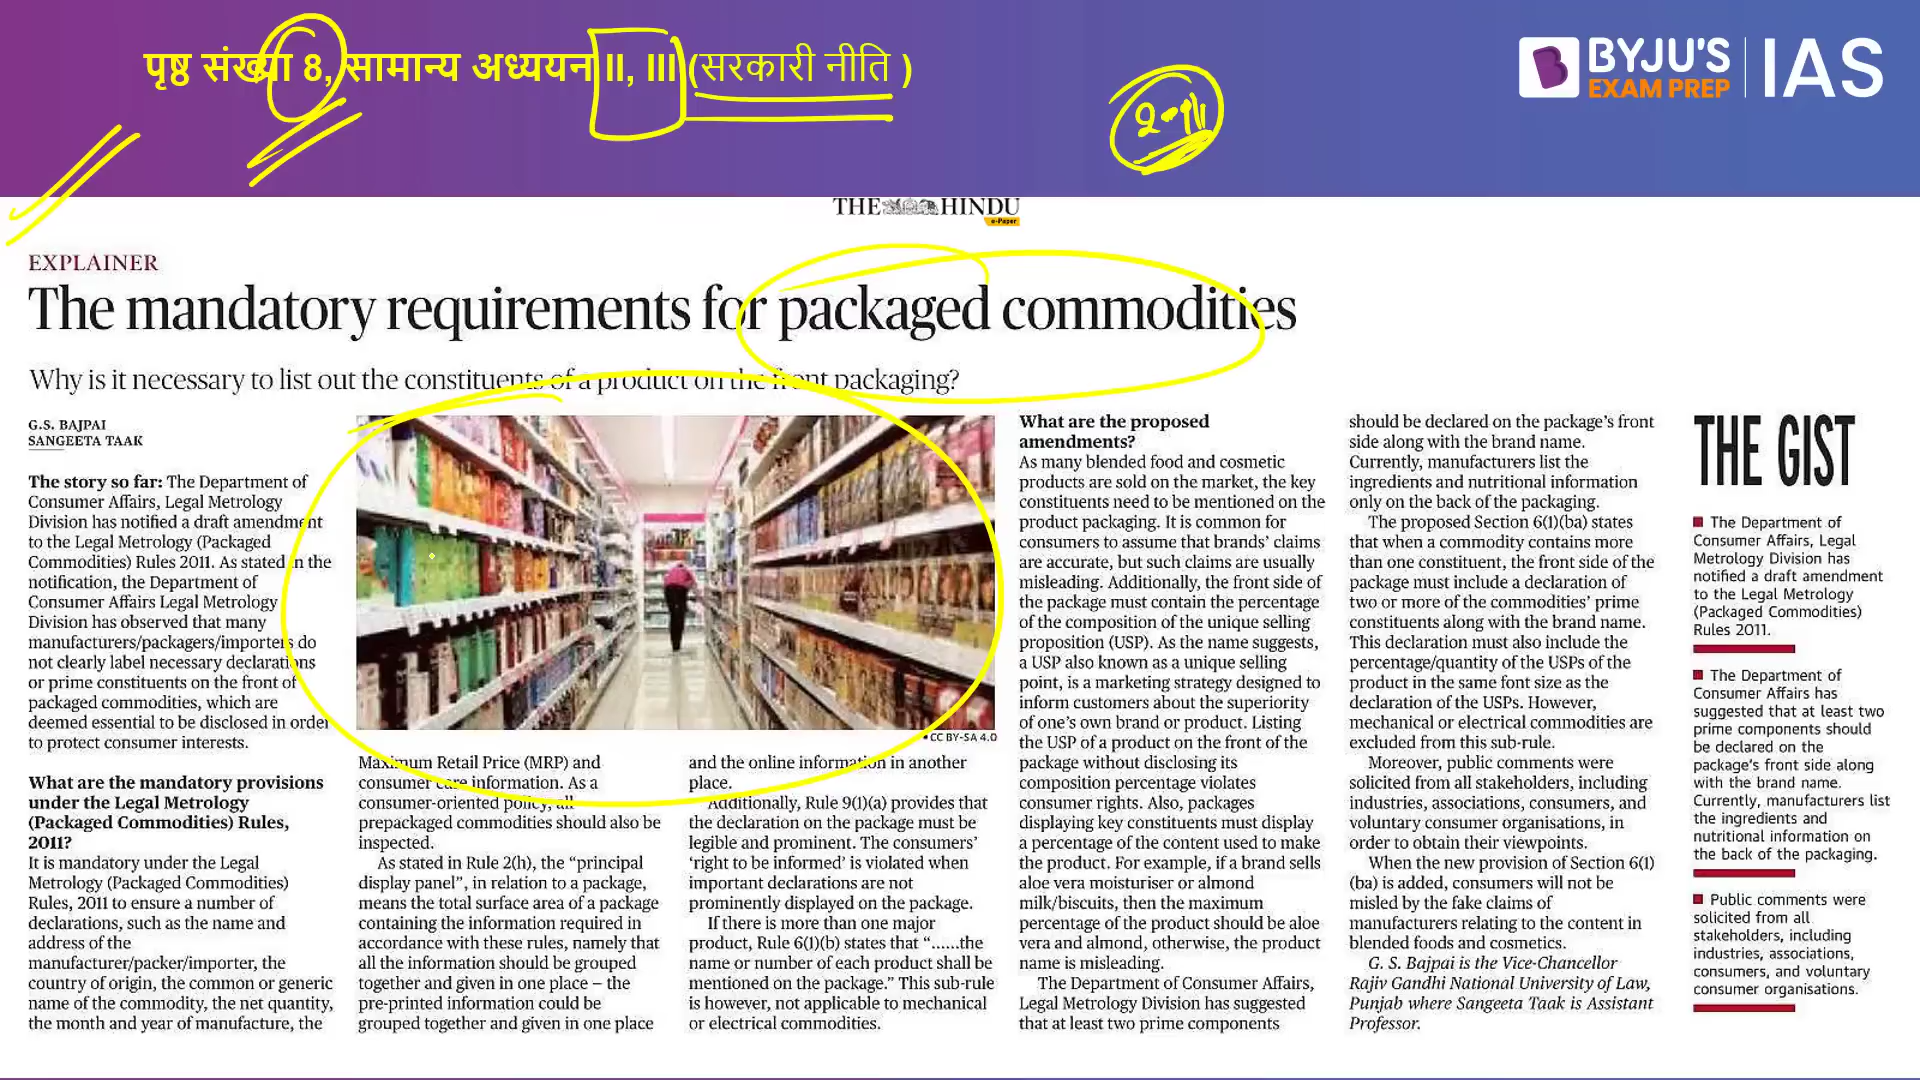 पृष्ठ संख्या 8, सामान्य अध्ययन II, III (सरकारी नीति )
BYJU'S
EXAM PREP
IAS
THE HINDU
e-Paper
EXPLAINER
The mandatory requirements for packaged commodities
Why is it necessary to list out the constituents of a product on the front packaging?
G.S. BAJPAI
SANGEETA TAAK
The story so far: The Department of
Consumer Affairs, Legal Metrology
Division has notified a draft amendment
to the Legal Metrology (Packaged
Commodities) Rules 2011. As stated in the
notification, the Department of
Consumer Affairs Legal Metrology
Division has observed that many
manufacturers/packagers/importers do
not clearly label necessary declarations
or prime constituents on the front of
packaged commodities, which are
deemed essential to be disclosed in order
to protect consumer interests.
What are the mandatory provisions
under the Legal Metrology
(Packaged Commodities) Rules,
2011?
It is mandatory under the Legal
Metrology (Packaged Commodities)
Rules, 2011 to ensure a number of
declarations, such as the name and
address of the
manufacturer/packer/importer, the
country of origin, the common or generic
name of the commodity, the net quantity,
the month and year of manufacture, the
CC BY-SA 4.0
Maximum Retail Price (MRP) and
consumer care information. As a
consumer-oriented policy, all
prepackaged commodities should also be
inspected.
As stated in Rule 2(h), the “principal
display panel”, in relation to a package,
means the total surface area of a package
containing the information required in
accordance with these rules, namely that
all the information should be grouped
together and given in one place – the
pre-printed information could be
grouped together and given in one place
and the online information in another
place.
Additionally, Rule 9(1)(a) provides that
the declaration on the package must be
legible and prominent. The consumers’
‘right to be informed’ is violated when
important declarations are not
prominently displayed on the package.
If there is more than one major
product, Rule 6(1)(b) states that “......the
name or number of each product shall be
mentioned on the package.” This sub-rule
is however, not applicable to mechanical
or electrical commodities.
What are the proposed
amendments?
As many blended food and cosmetic
products are sold on the market, the key
constituents need to be mentioned on the
product packaging. It is common for
consumers to assume that brands’ claims
are accurate, but such claims are usually
misleading. Additionally, the front side of
the package must contain the percentage
of the composition of the unique selling
proposition (USP). As the name suggests,
a USP also known as a unique selling
point, is a marketing strategy designed to
inform customers about the superiority
of one’s own brand or product. Listing
the USP of a product on the front of the
package without disclosing its
composition percentage violates
consumer rights. Also, packages
displaying key constituents must display
a percentage of the content used to make
the product. For example, if a brand sells
aloe vera moisturiser or almond
milk/biscuits, then the maximum
percentage of the product should be aloe
vera and almond, otherwise, the product
name is misleading.
The Department of Consumer Affairs,
Legal Metrology Division has suggested
that at least two prime components
should be declared on the package’s front
side along with the brand name.
Currently, manufacturers list the
ingredients and nutritional information
only on the back of the packaging.
The proposed Section 6(1)(ba) states
that when a commodity contains more
than one constituent, the front side of the
package must include a declaration of
two or more of the commodities’ prime
constituents along with the brand name.
This declaration must also include the
percentage/quantity of the USPs of the
product in the same font size as the
declaration of the USPs. However,
mechanical or electrical commodities are
excluded from this sub-rule.
Moreover, public comments were
solicited from all stakeholders, including
industries, associations, consumers, and
voluntary consumer organisations, in
order to obtain their viewpoints.
When the new provision of Section 6(1)
(ba) is added, consumers will not be
misled by the fake claims of
manufacturers relating to the content in
blended foods and cosmetics.
G. S. Bajpai is the Vice-Chancellor
Rajiv Gandhi National University of Law,
Punjab where Sangeeta Taak is Assistant
Professor.
THE GIST
The Department of
Consumer Affairs, Legal
Metrology Division has
notified a draft amendment
to the Legal Metrology
(Packaged Commodities)
Rules 2011.
The Department of
Consumer Affairs has
suggested that at least two
prime components should
be declared on the
package’s front side along
with the brand name.
Currently, manufacturers list
the ingredients and
nutritional information on
the back of the packaging.
Public comments were
solicited from all
stakeholders, including
industries, associations,
consumers, and voluntary
consumer organisations.